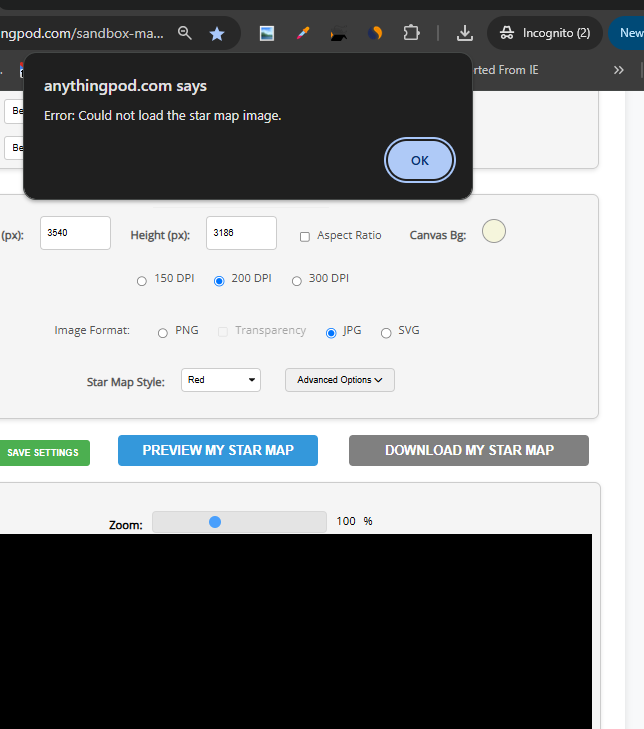 ngpod.com/sandbox-ma...
Incognito (2)
New
rted From IE
anythingpod.com says
Error: Could not load the star map image.
OK
Be
Be
(px):
3540
Height (px):
3186
Aspect Ratio
Canvas Bg:
150 DPI
200 DPI
300 DPI
Image Format:
PNG
Transparency
JPG
SVG
Star Map Style:
Red
Advanced Options
SAVE SETTINGS
PREVIEW MY STAR MAP
DOWNLOAD MY STAR MAP
Zoom:
100 %